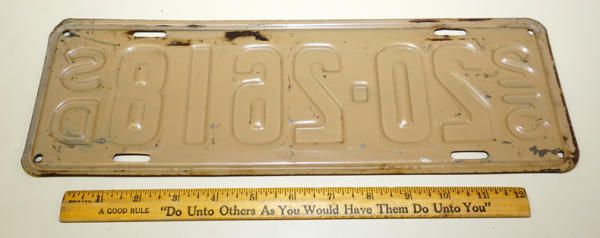 SD
20-2618
1 2 3 4 5 6 7 8 9 10 11 12
A GOOD RULE "Do Unto Others As You Would Have Them Do Unto You"